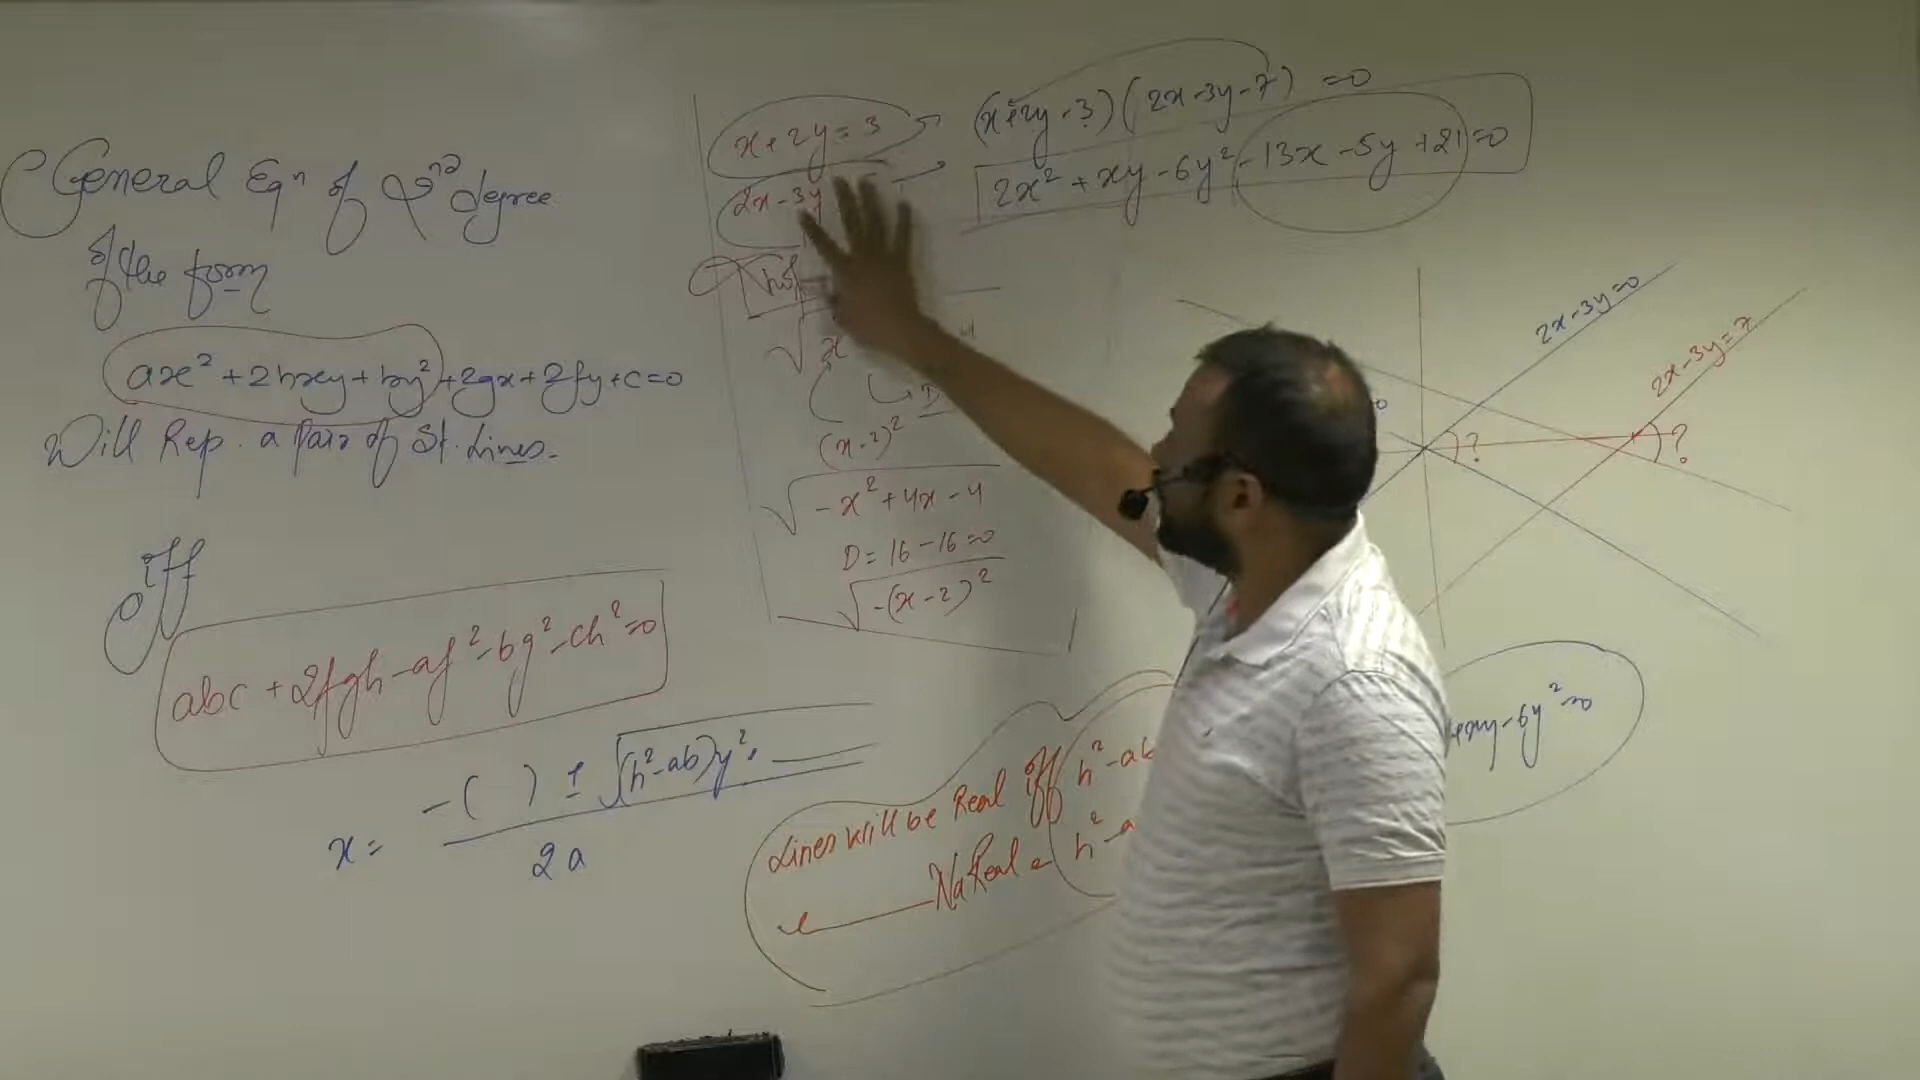 General Eqⁿ of 2ⁿᵈ degree
of the form
ax² + 2hxy + by² + 2gx + 2fy + c = 0
Will Rep. a Pair of St. Lines.
iff
abc + 2fgh - af² - bg² - ch² = 0
x = -( ) ± √(h²-ab)y² + 
2a
x + 2y = 3
2x - 3y
(x-2)²
√-x² + 4x - 4
D = 16 - 16 = 0
√-(x-2)²
(x+2y-3)(2x-3y-7) = 0
2x² + xy - 6y² - 13x - 5y + 21 = 0
2x-3y=0
2x-3y=7
?
?
Lines will be Real iff h²-ab
Not Real h²-a
+xy-6y²=0